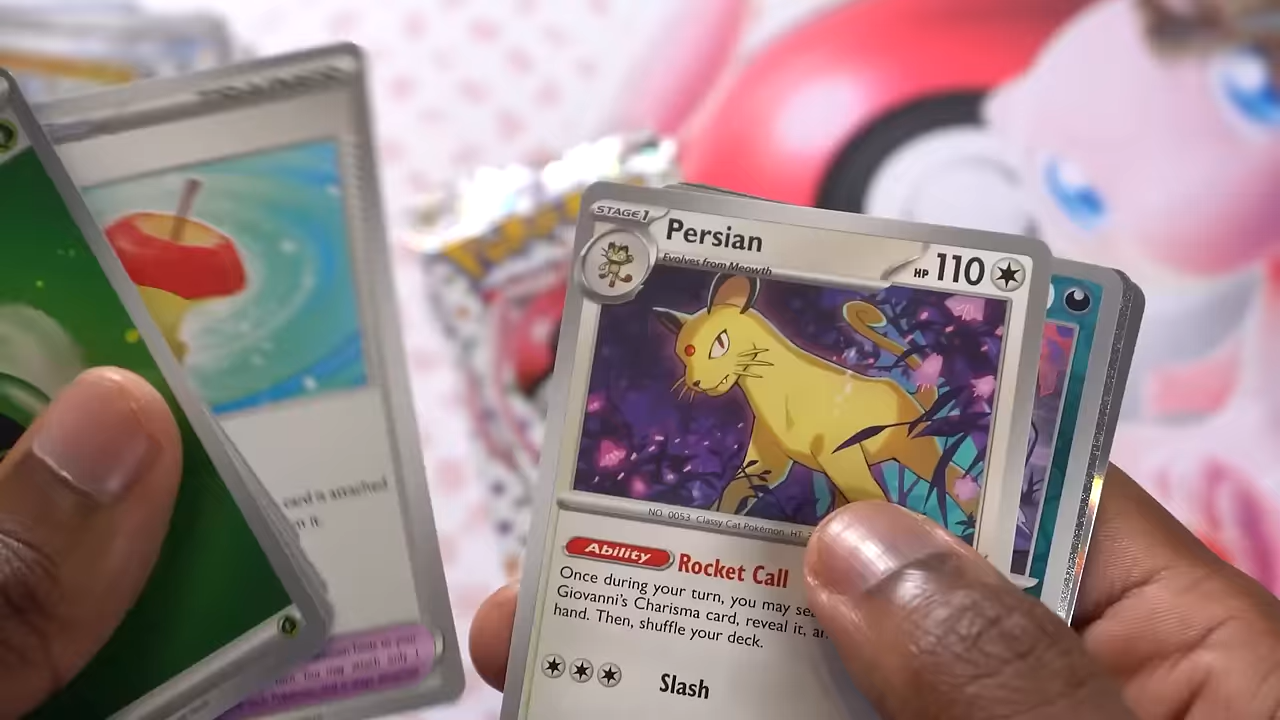 STAGE 1
Persian
HP 110
Evolves from Meowth
NO. 0053 Classy Cat Pokémon HT:
Ability Rocket Call
Once during your turn, you may
Giovanni's Charisma card, reveal it,
hand. Then, shuffle your deck.
Slash
card is attached
it.